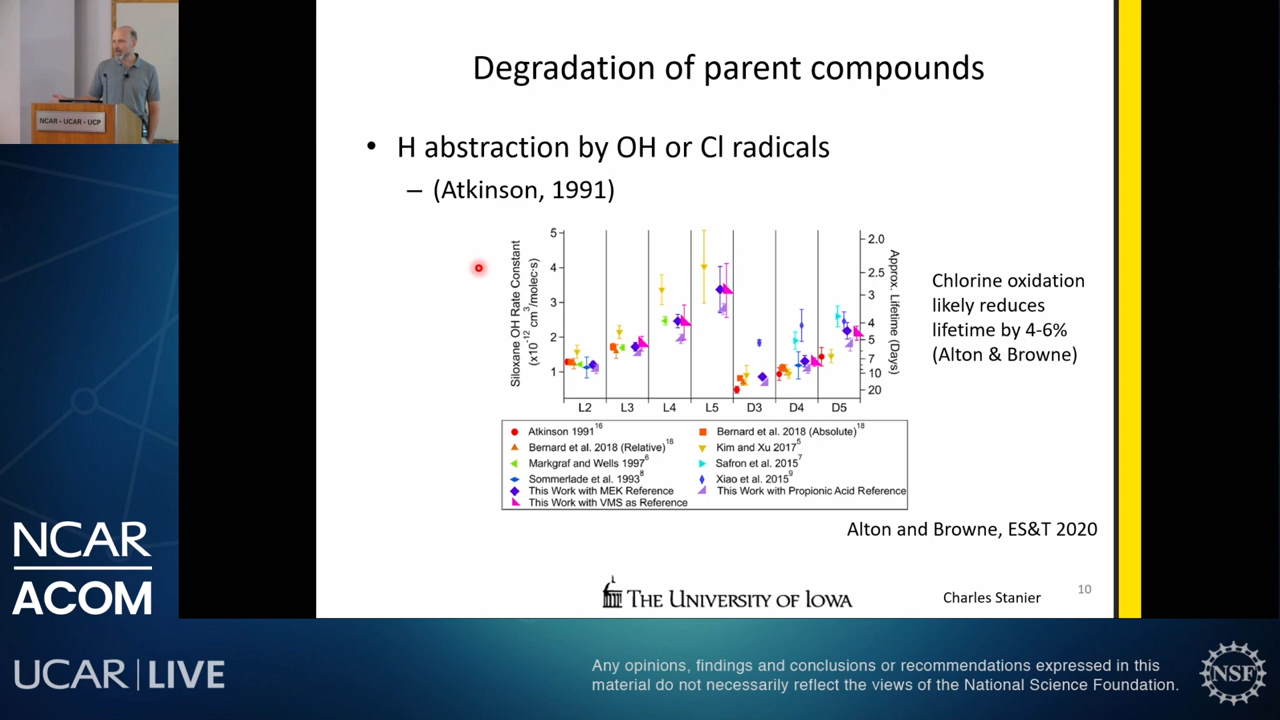 NCAR • UCAR • UCP
Degradation of parent compounds
• H abstraction by OH or Cl radicals
– (Atkinson, 1991)
Siloxane OH Rate Constant
(x10⁻¹² cm³/molec·s)
5
4
3
2
1
2.0
2.5
3
4
5
7
10
20
Approx. Lifetime (Days)
L2 L3 L4 L5 D3 D4 D5
Atkinson 1991¹⁶
Bernard et al. 2018 (Absolute)¹⁸
Bernard et al. 2018 (Relative)¹⁸
Kim and Xu 2017⁵
Markgraf and Wells 1997⁶
Safron et al. 2015⁷
Sommerlade et al. 1993⁸
Xiao et al. 2015⁹
This Work with MEK Reference
This Work with Propionic Acid Reference
This Work with VMS as Reference
Chlorine oxidation
likely reduces
lifetime by 4-6%
(Alton & Browne)
Alton and Browne, ES&T 2020
THE UNIVERSITY OF IOWA
Charles Stanier
10
NCAR
ACOM
UCAR | LIVE
Any opinions, findings and conclusions or recommendations expressed in this
material do not necessarily reflect the views of the National Science Foundation.
NSF